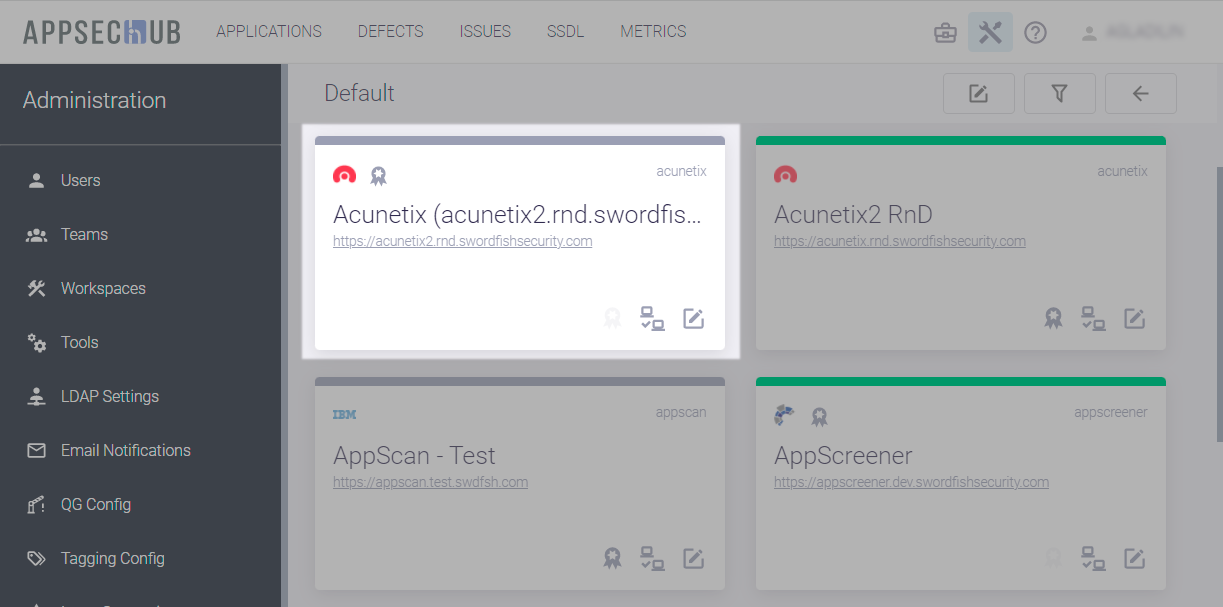 APPSECHUB
APPLICATIONS DEFECTS ISSUES SSDL METRICS
Administration
Default
Users
Teams
Workspaces
Tools
LDAP Settings
Email Notifications
QG Config
Tagging Config
acunetix
Acunetix (acunetix2.rnd.swordfis...
https://acunetix2.rnd.swordfishsecurity.com
acunetix
Acunetix2 RnD
https://acunetix.rnd.swordfishsecurity.com
IBM
appscan
AppScan - Test
https://appscan.test.swdfsh.com
appscreener
AppScreener
https://appscreener.dev.swordfishsecurity.com